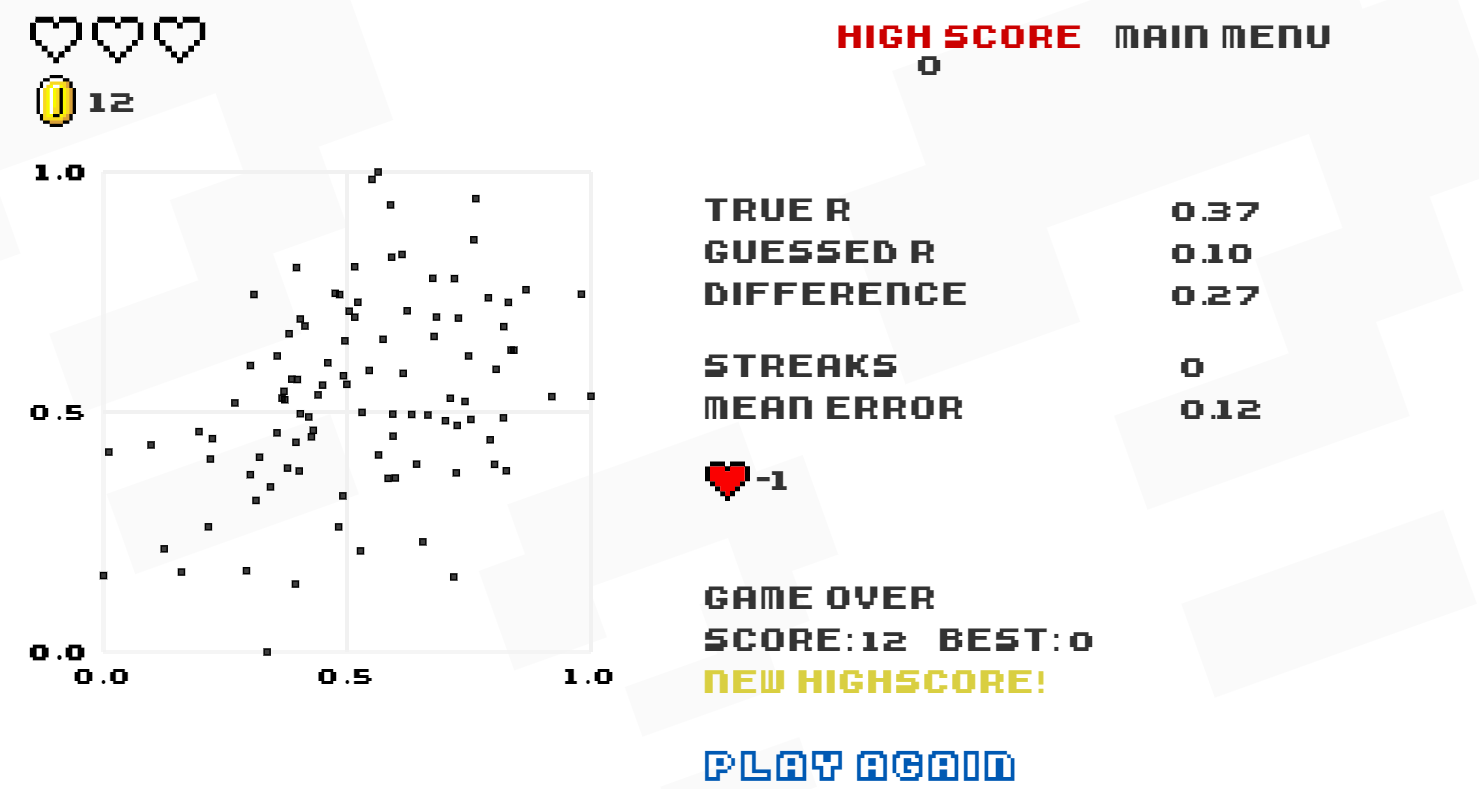 HIGH SCORE MAIN MENU
0
12
1.0
0.5
0.0
0.0 0.5 1.0
TRUE R 0.37
GUESSED R 0.10
DIFFERENCE 0.27
STREAKS 0
MEAN ERROR 0.12
-1
GAME OVER
SCORE:12 BEST:0
NEW HIGHSCORE!
PLAY AGAIN